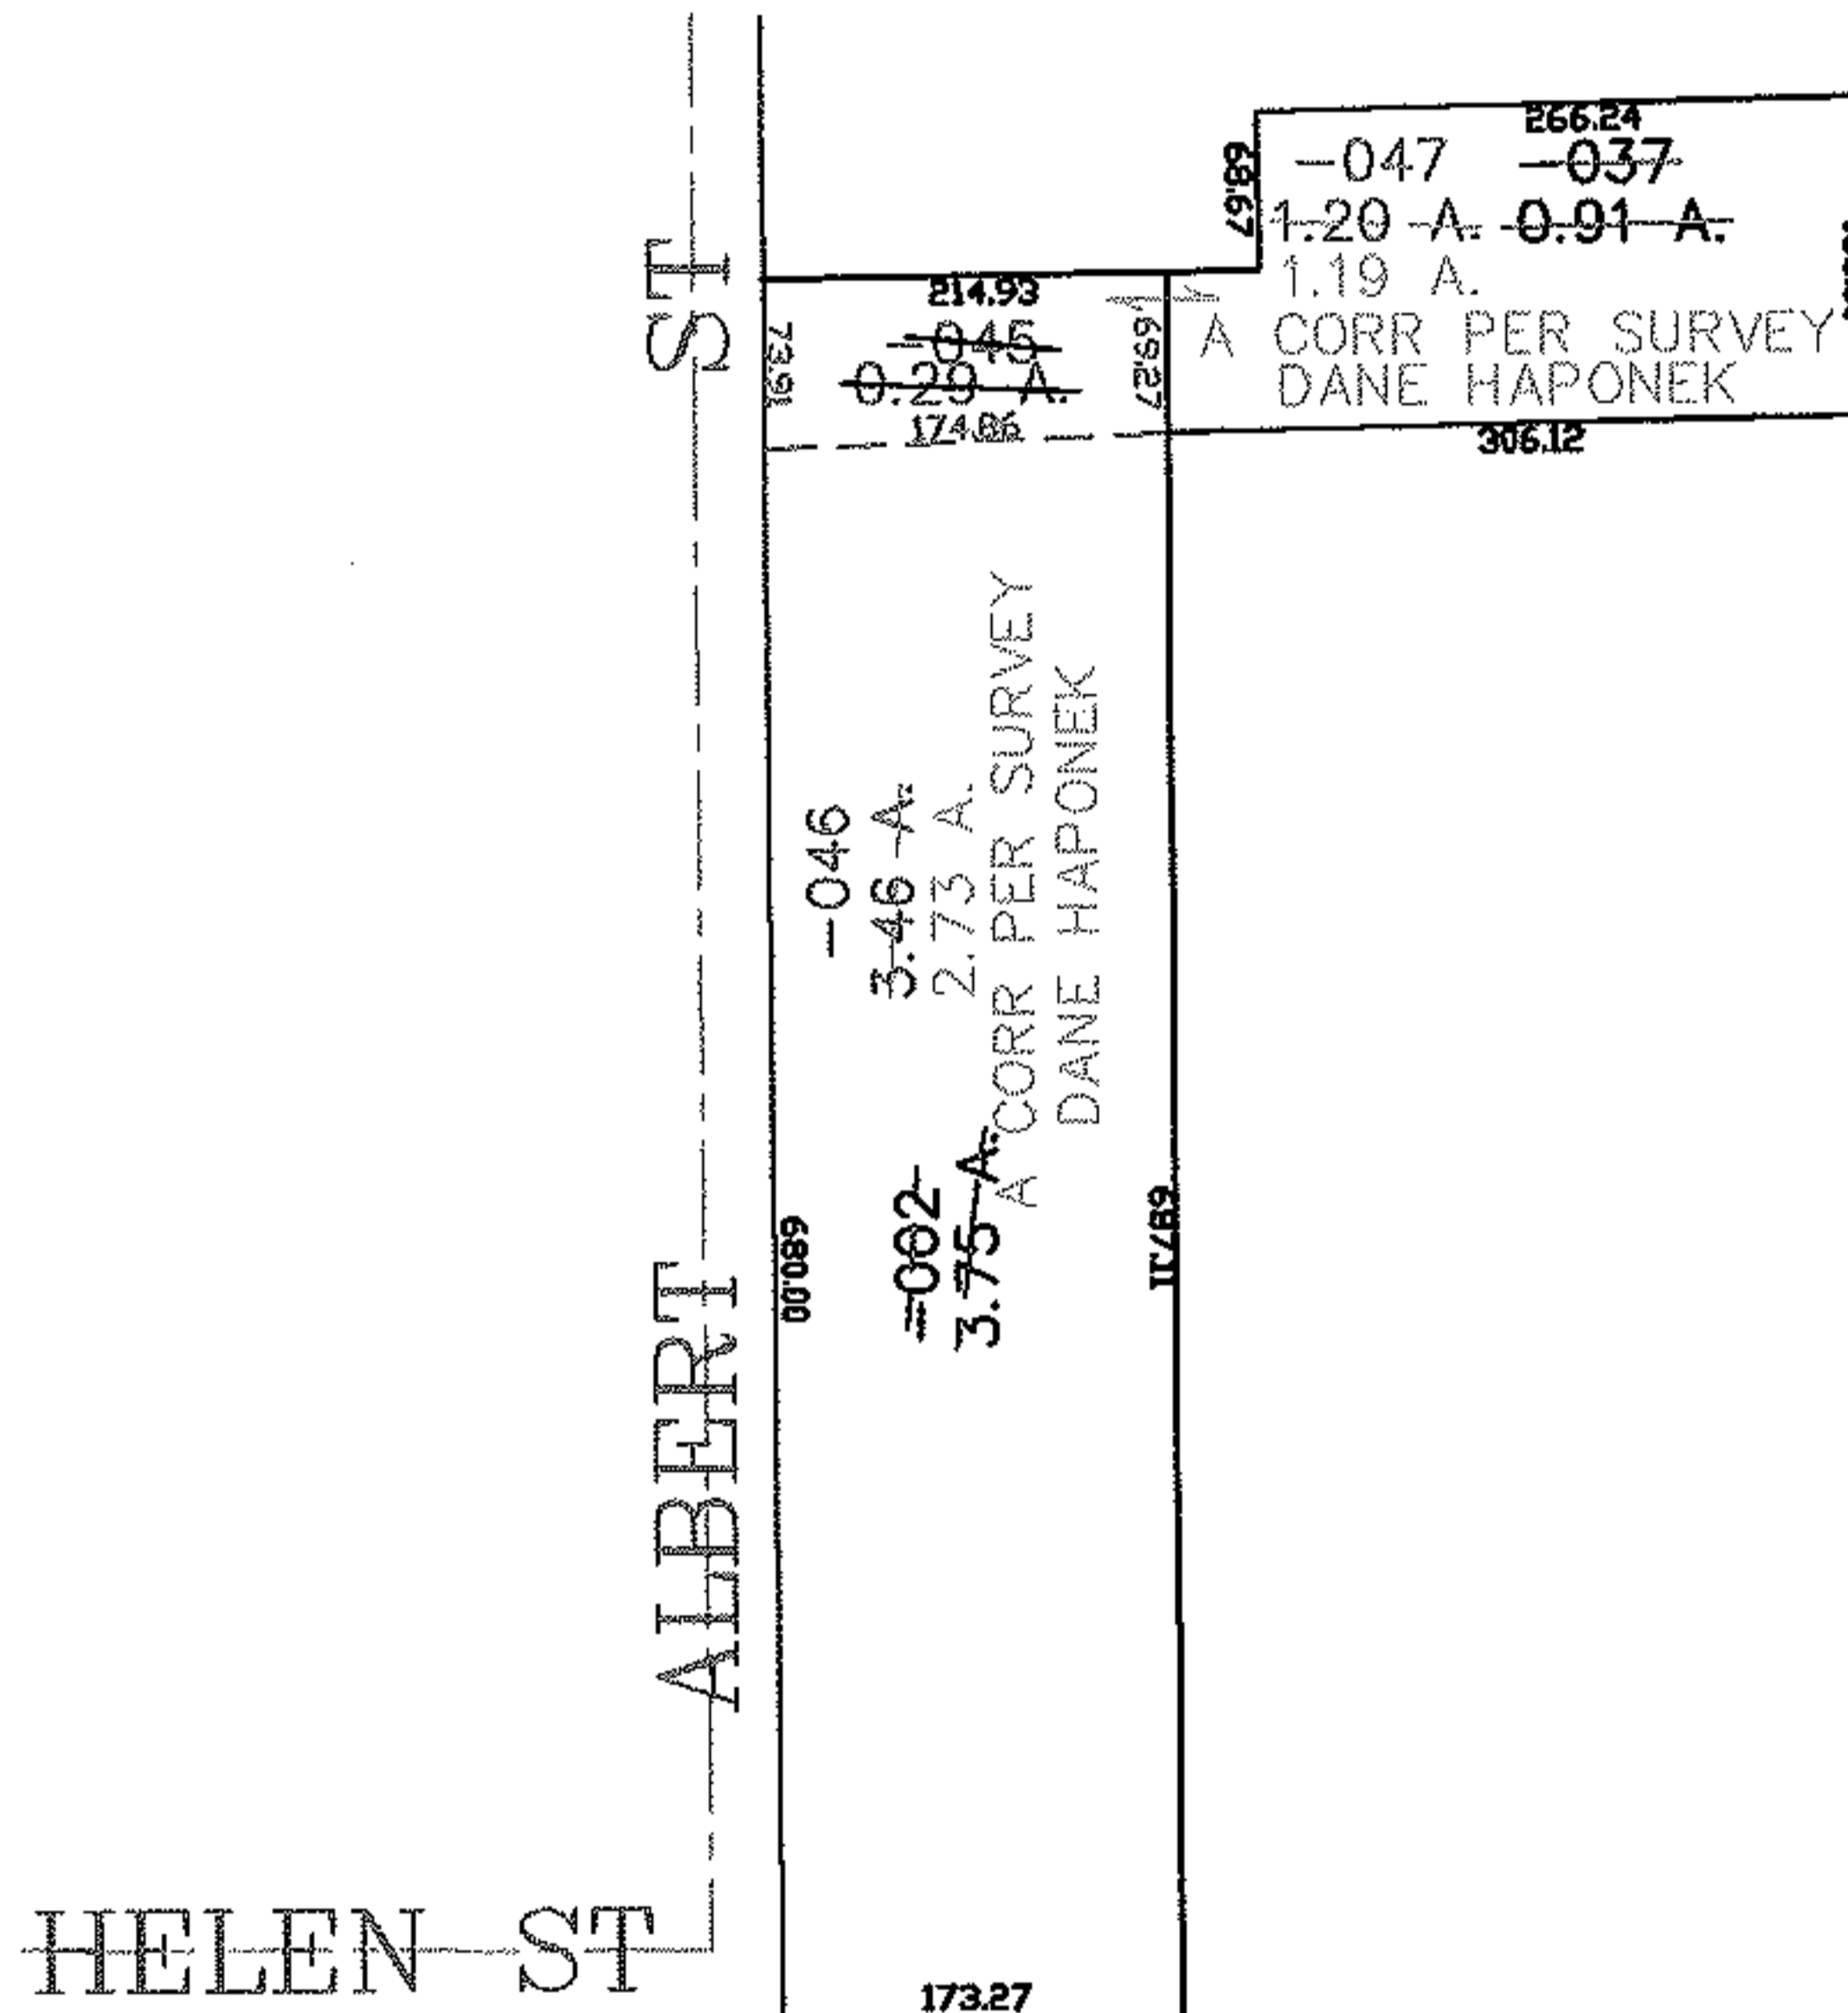 266.24
68.67
-047 -037
1.20 A. 0.91 A.
1.19 A.
A CORR PER SURVEY
DANE HAPONEK
306.12
ST
214.93
73.91
69.27
-045
0.29 A.
174.86
-046
3.46 A.
2.73 A.
A CORR PER SURVEY
DANE HAPONEK
-002
3.75 A.
680.00
687.11
ALBERT
HELEN ST
173.27